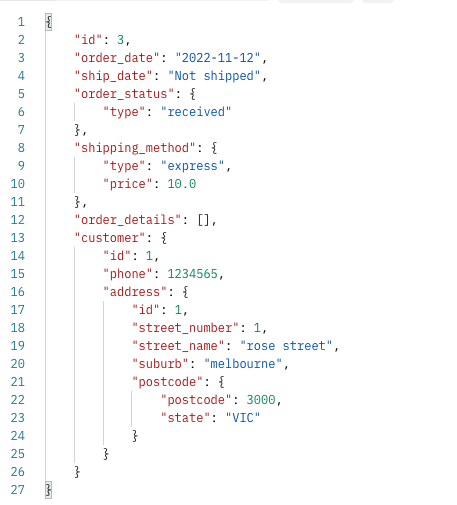 1 {
2     "id": 3,
3     "order_date": "2022-11-12",
4     "ship_date": "Not shipped",
5     "order_status": {
6         "type": "received"
7     },
8     "shipping_method": {
9         "type": "express",
10         "price": 10.0
11     },
12     "order_details": [],
13     "customer": {
14         "id": 1,
15         "phone": 1234565,
16         "address": {
17             "id": 1,
18             "street_number": 1,
19             "street_name": "rose street",
20             "suburb": "melbourne",
21             "postcode": {
22                 "postcode": 3000,
23                 "state": "VIC"
24             }
25         }
26     }
27 }